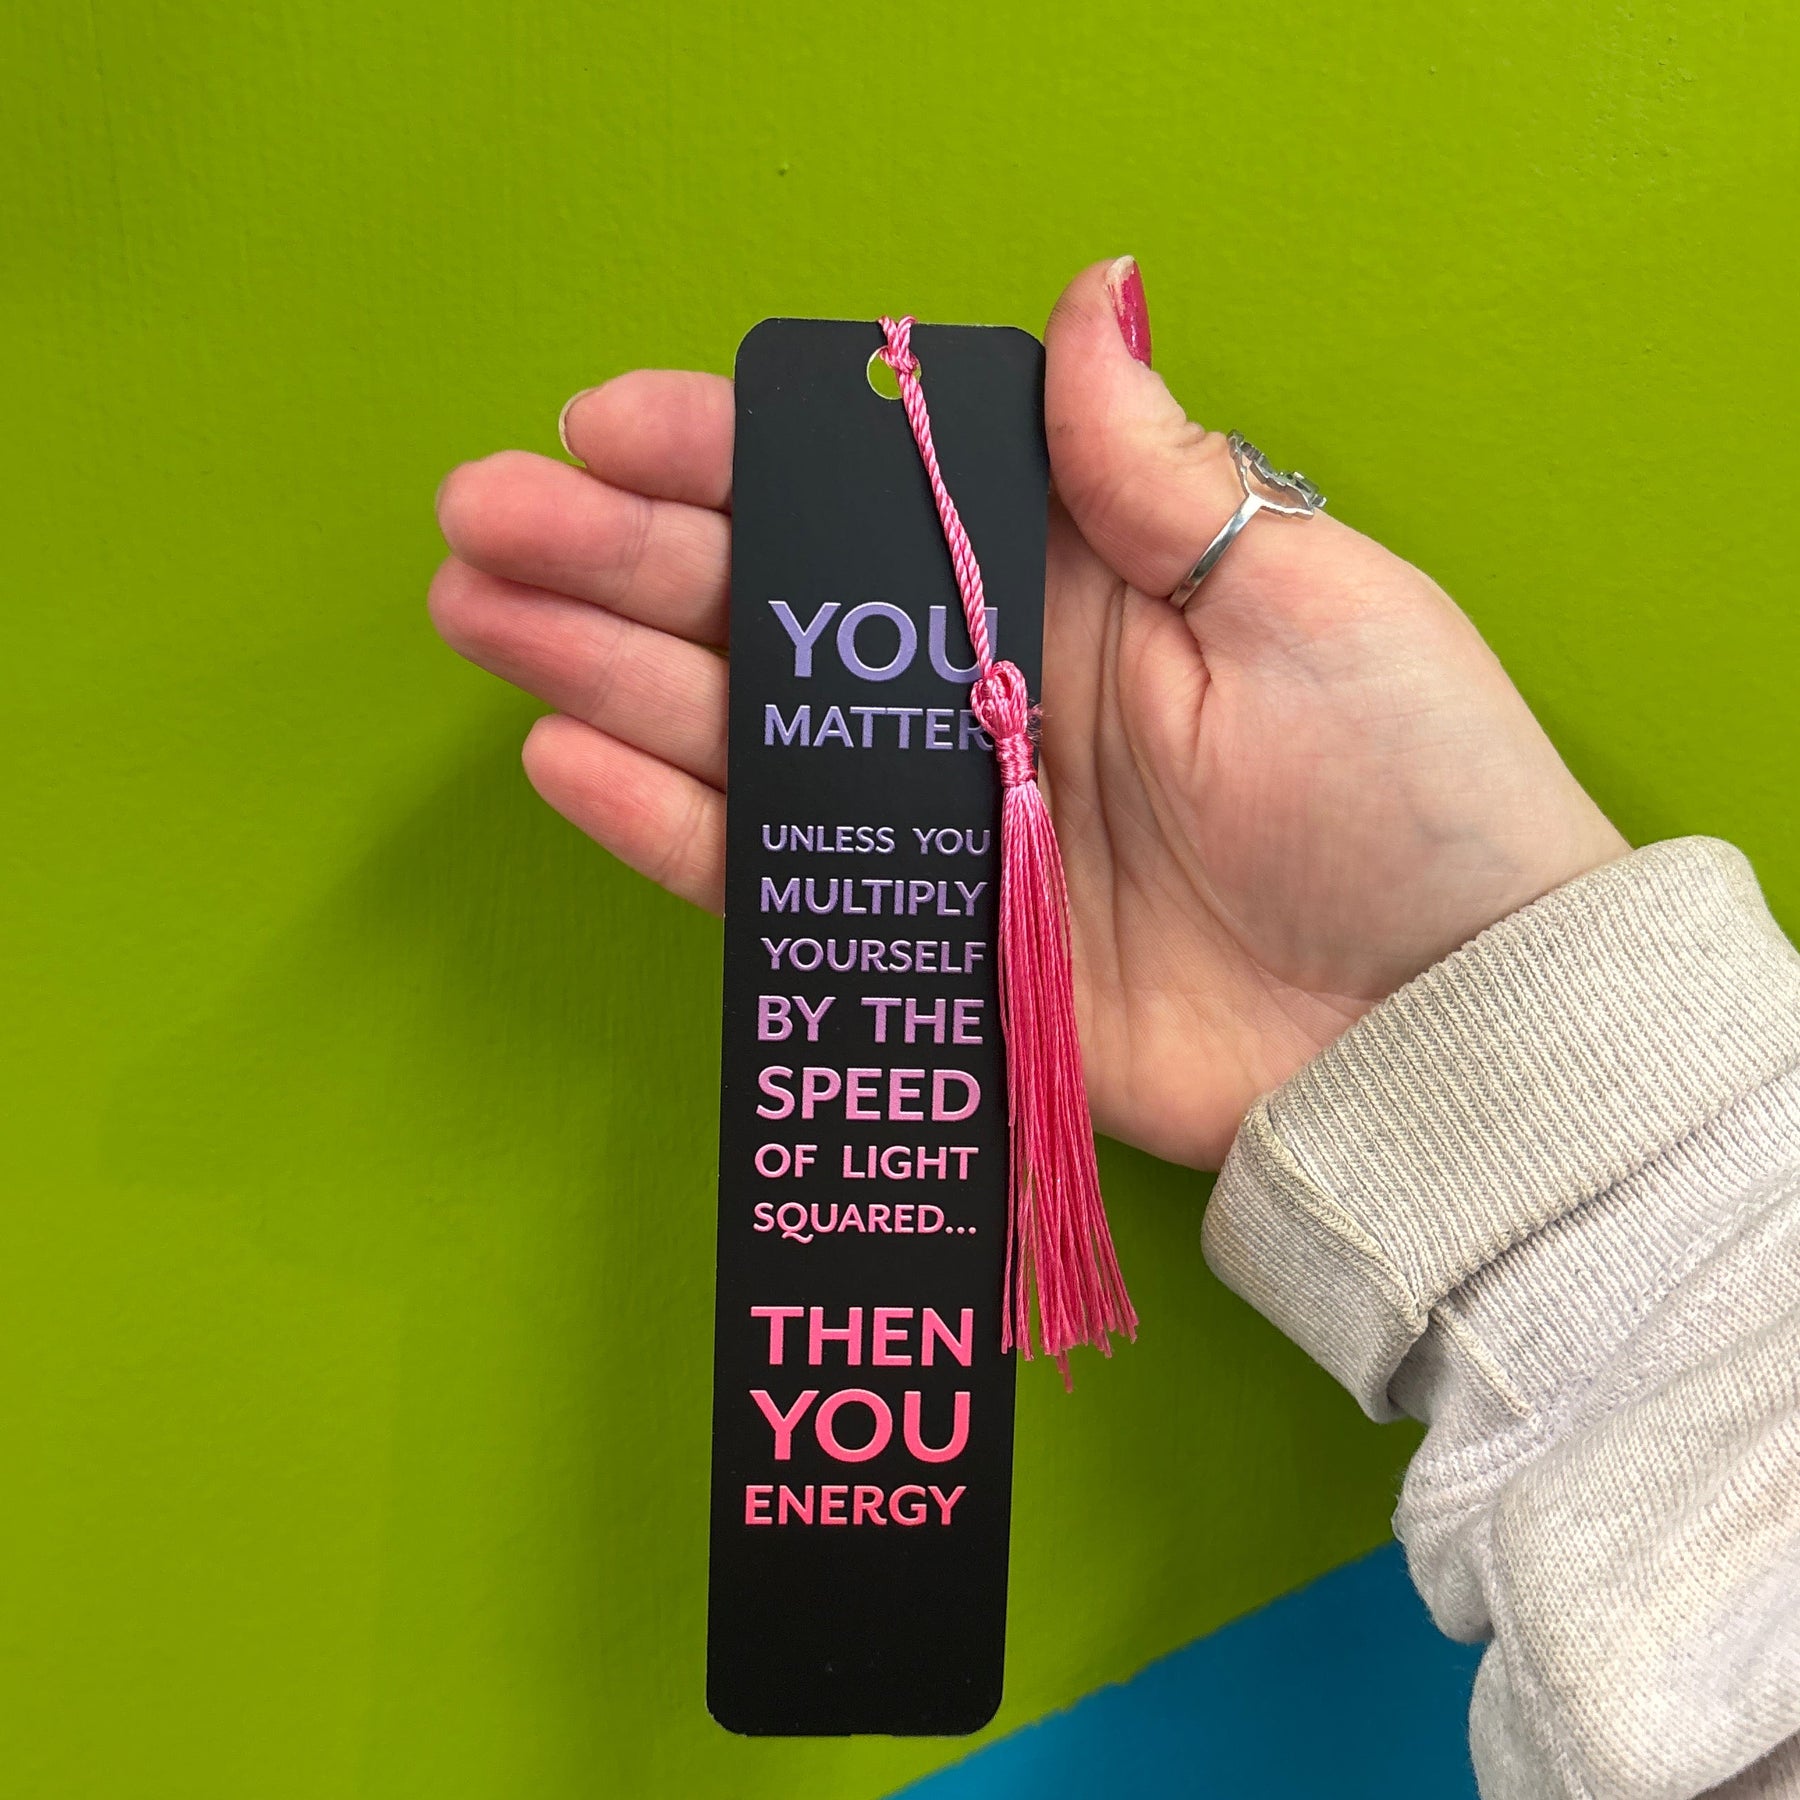 YOU
MATTER
UNLESS YOU
MULTIPLY
YOURSELF
BY THE
SPEED
OF LIGHT
SQUARED...
THEN
YOU
ENERGY